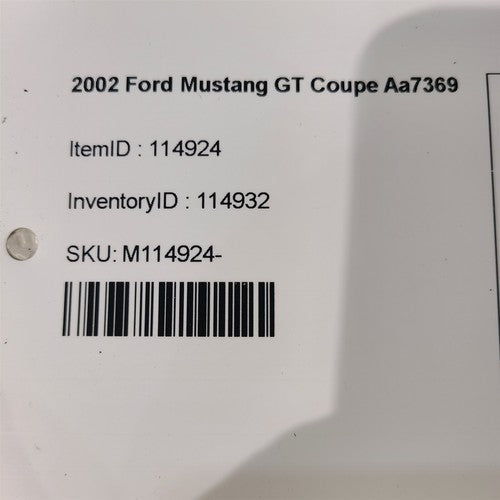 2002 Ford Mustang GT Coupe Aa7369
ItemID : 114924
InventoryID : 114932
SKU: M114924-